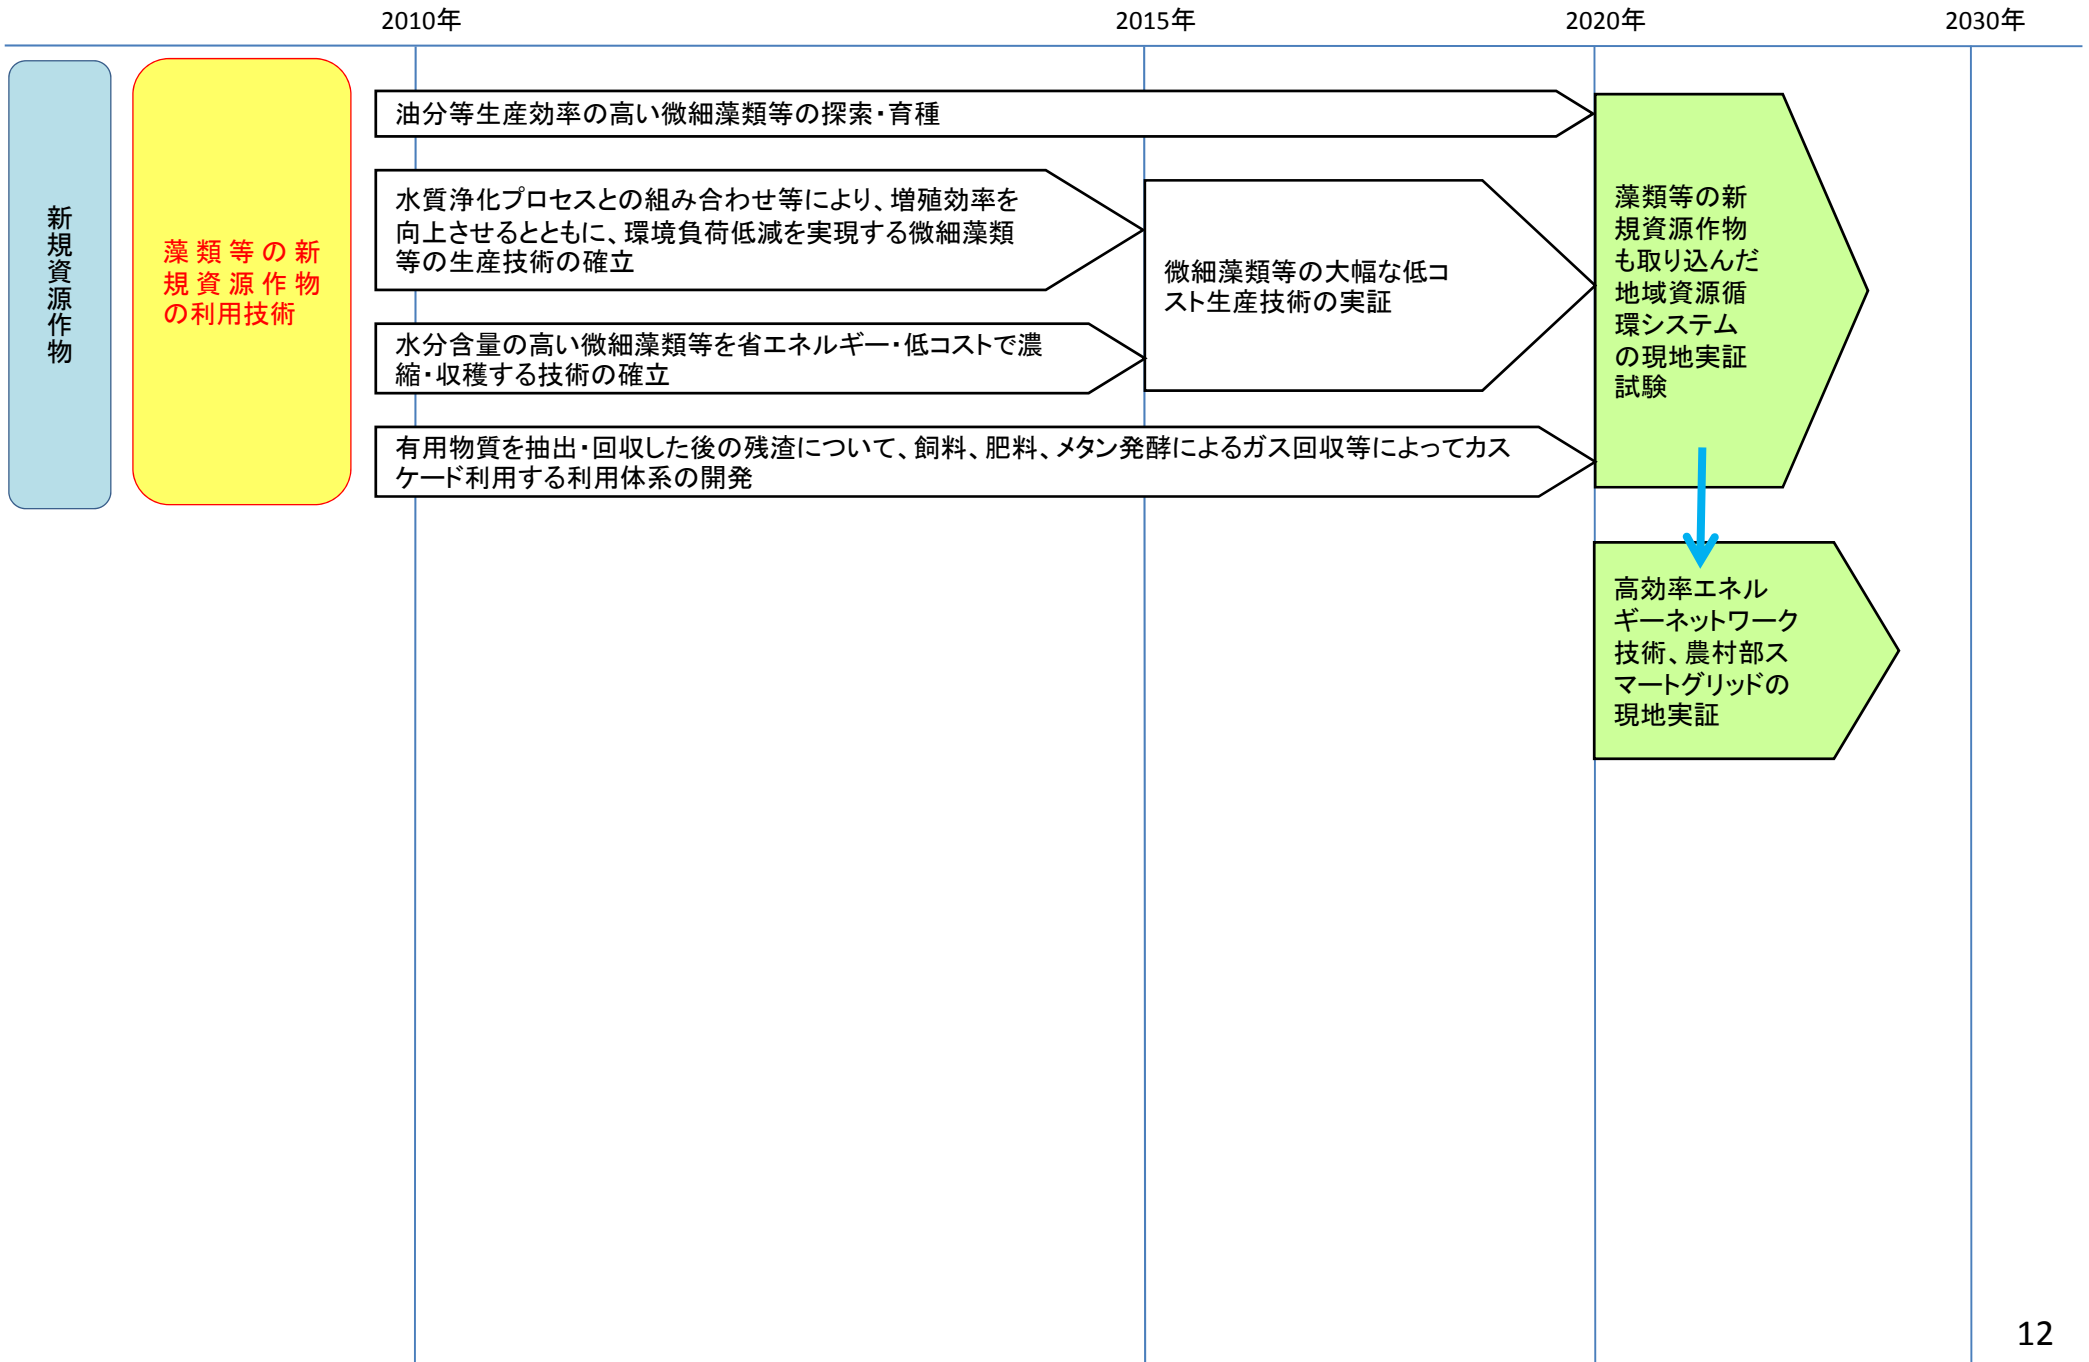 2010年
2015年
2020年
2030年
新規資源作物
藻類等の新
規資源作物
の利用技術
油分等生産効率の高い微細藻類等の探索・育種
水質浄化プロセスとの組み合わせ等により、増殖効率を
向上させるとともに、環境負荷低減を実現する微細藻類
等の生産技術の確立
水分含量の高い微細藻類等を省エネルギー・低コストで濃
縮・収穫する技術の確立
有用物質を抽出・回収した後の残渣について、飼料、肥料、メタン発酵によるガス回収等によってカス
ケード利用する利用体系の開発
微細藻類等の大幅な低コ
スト生産技術の実証
藻類等の新
規資源作物
も取り込んだ
地域資源循
環システム
の現地実証
試験
高効率エネル
ギーネットワーク
技術、農村部ス
マートグリッドの
現地実証
12